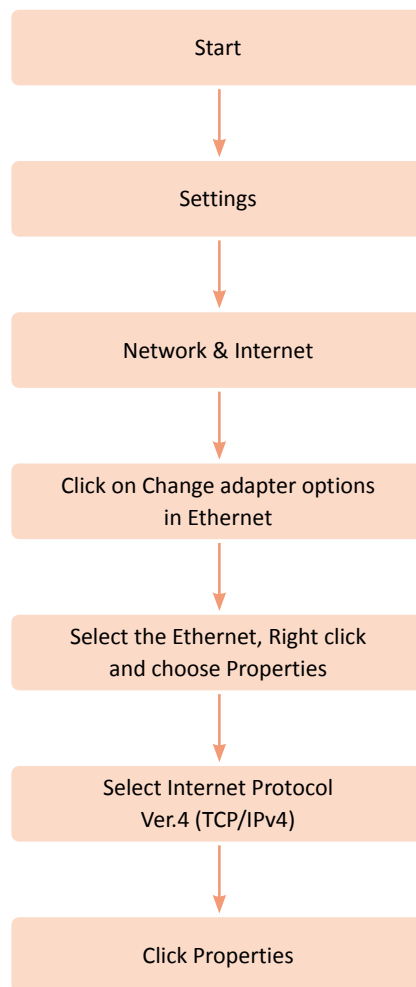 Start
Settings
Network & Internet
Click on Change adapter options
in Ethernet
Select the Ethernet, Right click
and choose Properties
Select Internet Protocol
Ver.4 (TCP/IPv4)
Click Properties